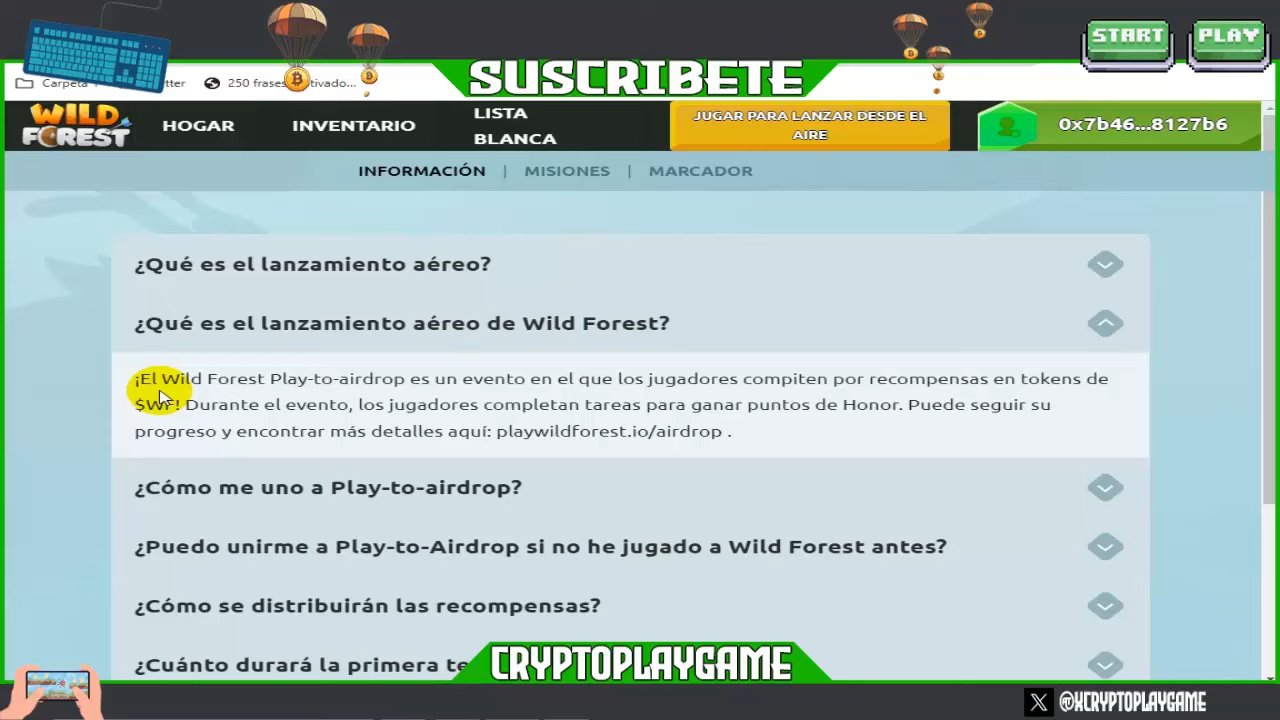 START PLAY
SUSCRIBETE
Carpeta
tter
250 frases
tivado...
WILD
FOREST
HOGAR
INVENTARIO
LISTA
BLANCA
JUGAR PARA LANZAR DESDE EL
AIRE
0x7b46...8127b6
INFORMACIÓN | MISIONES | MARCADOR
¿Qué es el lanzamiento aéreo?
¿Qué es el lanzamiento aéreo de Wild Forest?
¡El Wild Forest Play-to-airdrop es un evento en el que los jugadores compiten por recompensas en tokens de
$WF! Durante el evento, los jugadores completan tareas para ganar puntos de Honor. Puede seguir su
progreso y encontrar más detalles aquí: playwildforest.io/airdrop .
¿Cómo me uno a Play-to-airdrop?
¿Puedo unirme a Play-to-Airdrop si no he jugado a Wild Forest antes?
¿Cómo se distribuirán las recompensas?
¿Cuánto durará la primera te
CRYPTOPLAYGAME
X @XCRYPTOPLAYGAME